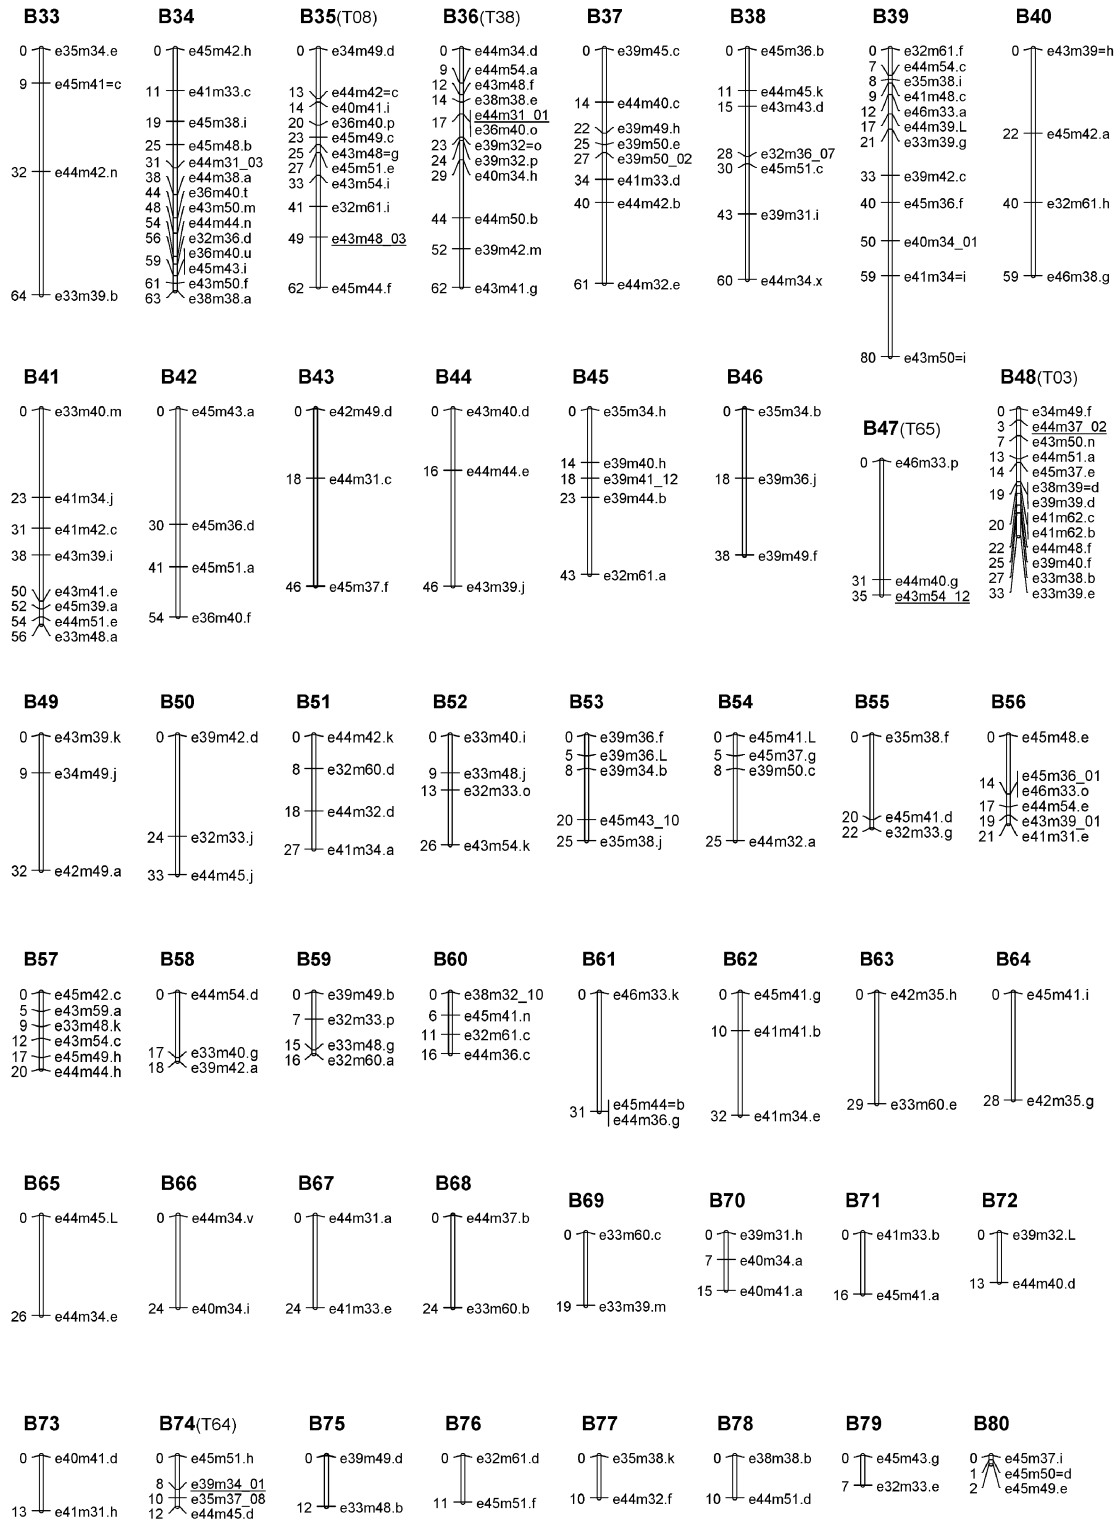 B33
0 e35m34.e
9 e45m41=c
32 e44m42.n
64 e33m39.b
B34
0 e45m42.h
11 e41m33.c
19 e45m38.i
25 e45m48.b
31 e44m31_03
38 e44m38.a
44 e36m40.t
48 e43m50.m
54 e44m44.n
56 e32m36.d
e36m40.u
59 e45m43.i
61 e43m50.f
63 e38m38.a
B35(T08)
0 e34m49.d
13 e44m42=c
14 e40m41.i
20 e36m40.p
23 e45m49.c
25 e43m48=g
27 e45m51.e
33 e43m54.i
41 e32m61.i
49 e43m48_03
62 e45m44.f
B36(T38)
0 e44m34.d
9 e44m54.a
12 e43m48.f
14 e38m38.e
17 e44m31_01
e36m40.o
23 e39m32=o
24 e39m32.p
29 e40m34.h
44 e44m50.b
52 e39m42.m
62 e43m41.g
B37
0 e39m45.c
14 e44m40.c
22 e39m49.h
25 e39m50.e
27 e39m50_02
34 e41m33.d
40 e44m42.b
61 e44m32.e
B38
0 e45m36.b
11 e44m45.k
15 e43m43.d
28 e32m36_07
30 e45m51.c
43 e39m31.i
60 e44m34.x
B39
0 e32m61.f
7 e44m54.c
8 e35m38.i
9 e41m48.c
12 e46m33.a
17 e44m39.L
21 e33m39.g
33 e39m42.c
40 e45m36.f
50 e40m34_01
59 e41m34=i
80 e43m50=i
B40
0 e43m39=h
22 e45m42.a
40 e32m61.h
59 e46m38.g
B41
0 e33m40.m
23 e41m34.j
31 e41m42.c
38 e43m39.i
50 e43m41.e
52 e45m39.a
54 e44m51.e
56 e33m48.a
B42
0 e45m43.a
30 e45m36.d
41 e45m51.a
54 e36m40.f
B43
0 e42m49.d
18 e44m31.c
46 e45m37.f
B44
0 e43m40.d
16 e44m44.e
46 e43m39.j
B45
0 e35m34.h
14 e39m40.h
18 e39m41_12
23 e39m44.b
43 e32m61.a
B46
0 e35m34.b
18 e39m36.j
38 e39m49.f
B47(T65)
0 e46m33.p
31 e44m40.g
35 e43m54_12
B48(T03)
0 e34m49.f
3 e44m37_02
7 e43m50.n
13 e44m51.a
14 e45m37.e
19 e38m39=d
e39m39.d
20 e41m62.c
e41m62.b
22 e44m48.f
25 e39m40.f
27 e33m38.b
33 e33m39.e
B49
0 e43m39.k
9 e34m49.j
32 e42m49.a
B50
0 e39m42.d
24 e32m33.j
33 e44m45.j
B51
0 e44m42.k
8 e32m60.d
18 e44m32.d
27 e41m34.a
B52
0 e33m40.i
9 e33m48.j
13 e32m33.o
26 e43m54.k
B53
0 e39m36.f
5 e39m36.L
8 e39m34.b
20 e45m43_10
25 e35m38.j
B54
0 e45m41.L
5 e45m37.g
8 e39m50.c
25 e44m32.a
B55
0 e35m38.f
20 e45m41.d
22 e32m33.g
B56
0 e45m48.e
14 e45m36_01
e46m33.o
17 e44m54.e
19 e43m39_01
21 e41m31.e
B57
0 e45m42.c
5 e43m59.a
9 e33m48.k
12 e43m54.c
17 e45m49.h
20 e44m44.h
B58
0 e44m54.d
17 e33m40.g
18 e39m42.a
B59
0 e39m49.b
7 e32m33.p
15 e33m48.g
16 e32m60.a
B60
0 e38m32_10
6 e45m41.n
11 e32m61.c
16 e44m36.c
B61
0 e46m33.k
31 e45m44=b
e44m36.g
B62
0 e45m41.g
10 e41m41.b
32 e41m34.e
B63
0 e42m35.h
29 e33m60.e
B64
0 e45m41.i
28 e42m35.g
B65
0 e44m45.L
26 e44m34.e
B66
0 e44m34.v
24 e40m34.i
B67
0 e44m31.a
24 e41m33.e
B68
0 e44m37.b
24 e33m60.b
B69
0 e33m60.c
19 e33m39.m
B70
0 e39m31.h
7 e40m34.a
15 e40m41.a
B71
0 e41m33.b
16 e45m41.a
B72
0 e39m32.L
13 e44m40.d
B73
0 e40m41.d
13 e41m31.h
B74(T64)
0 e45m51.h
8 e39m34_01
10 e35m37_08
12 e44m45.d
B75
0 e39m49.d
12 e33m48.b
B76
0 e32m61.d
11 e45m51.f
B77
0 e35m38.k
10 e44m32.f
B78
0 e38m38.b
10 e44m51.d
B79
0 e45m43.g
7 e32m33.e
B80
0 e45m37.i
1 e45m50=d
2 e45m49.e